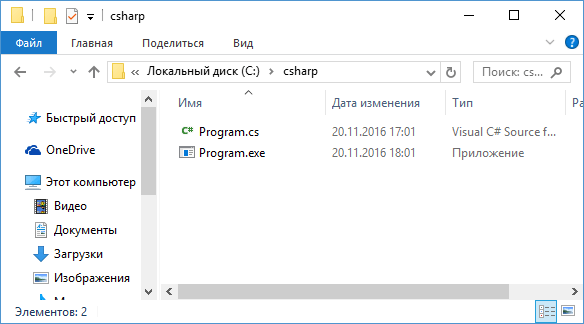 csharp
Файл Главная Поделиться Вид
Локальный диск (C:) csharp
Поиск: cs...
Имя Дата изменения Тип Ра
Быстрый доступ
C# Program.cs 20.11.2016 17:01 Visual C# Source f...
OneDrive
Program.exe 20.11.2016 18:01 Приложение
Этот компьютер
Видео
Документы
Загрузки
Изображения
Элементов: 2